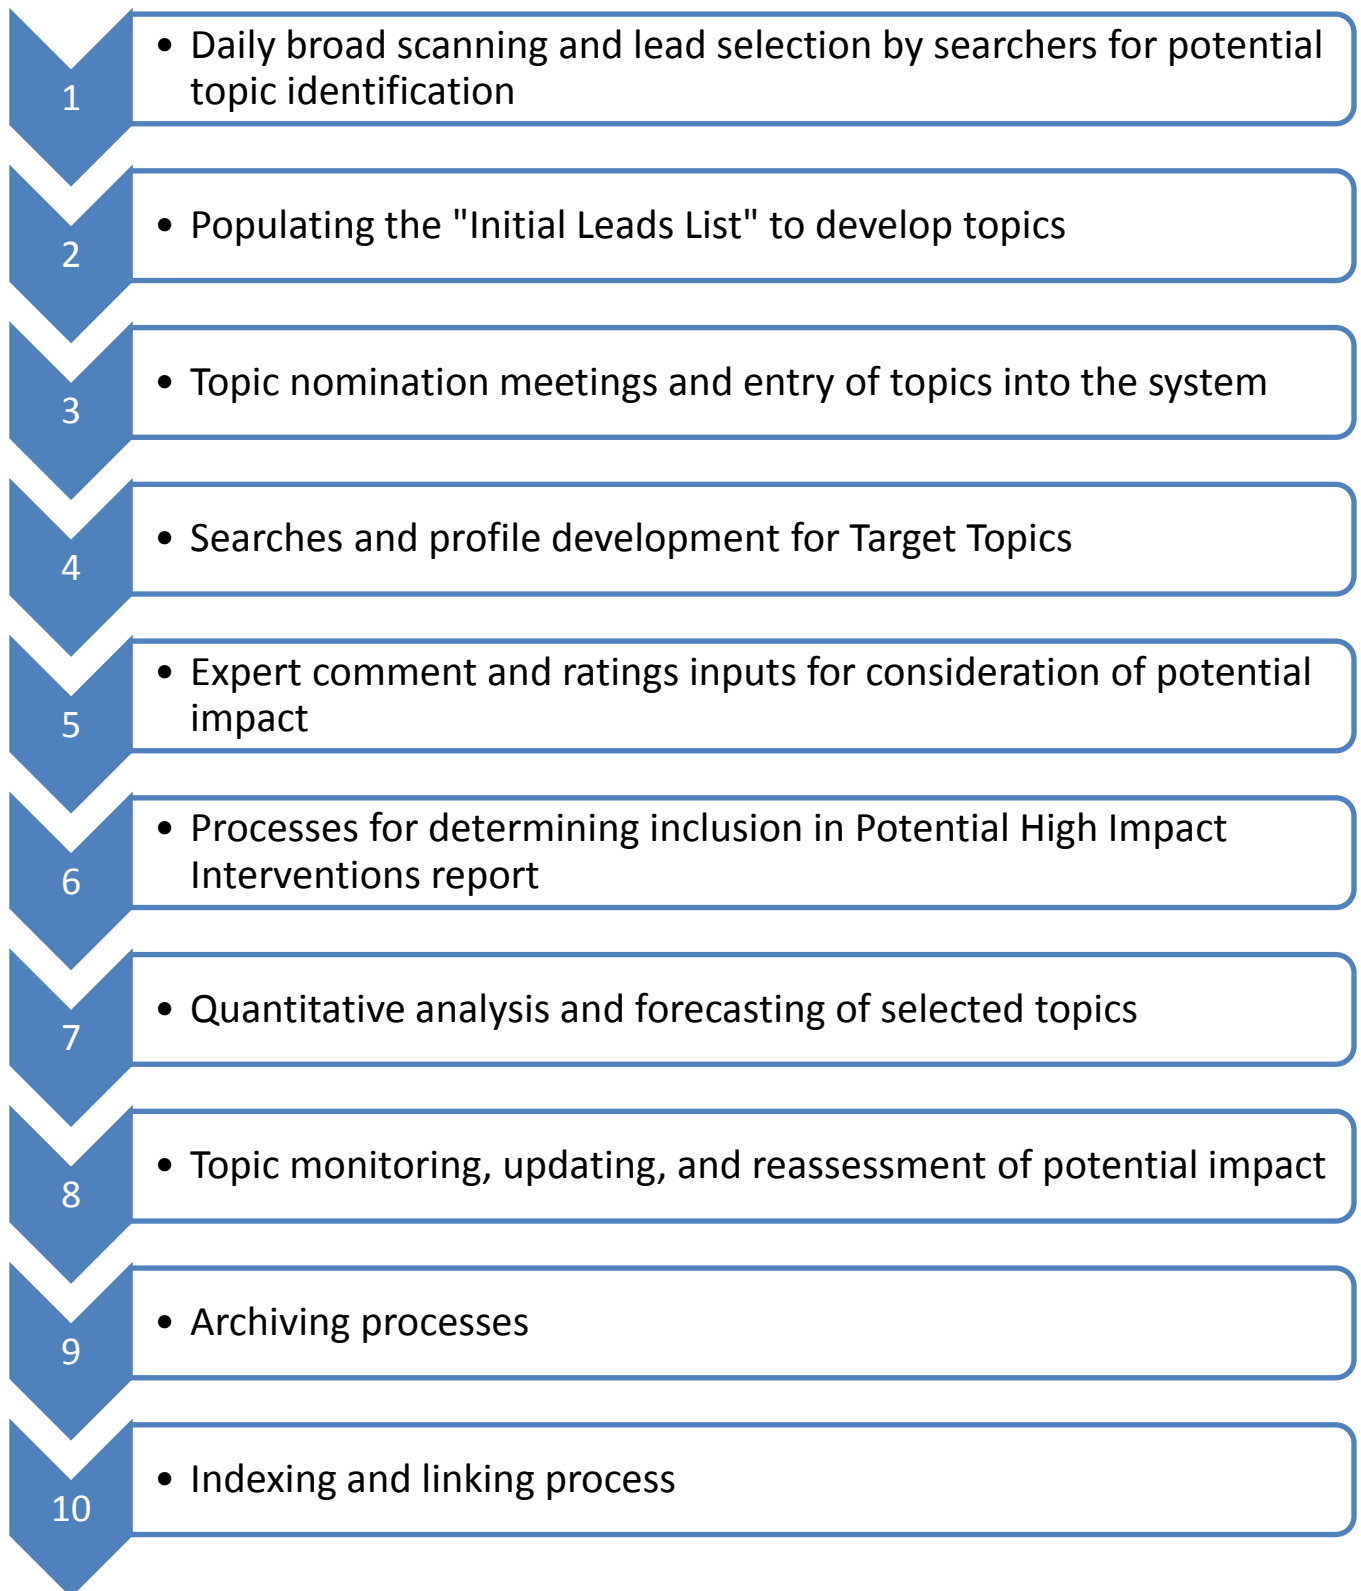 1
• Daily broad scanning and lead selection by searchers for potential
topic identification
2
• Populating the "Initial Leads List" to develop topics
3
• Topic nomination meetings and entry of topics into the system
4
• Searches and profile development for Target Topics
5
• Expert comment and ratings inputs for consideration of potential
impact
6
• Processes for determining inclusion in Potential High Impact
Interventions report
7
• Quantitative analysis and forecasting of selected topics
8
• Topic monitoring, updating, and reassessment of potential impact
9
• Archiving processes
10
• Indexing and linking process